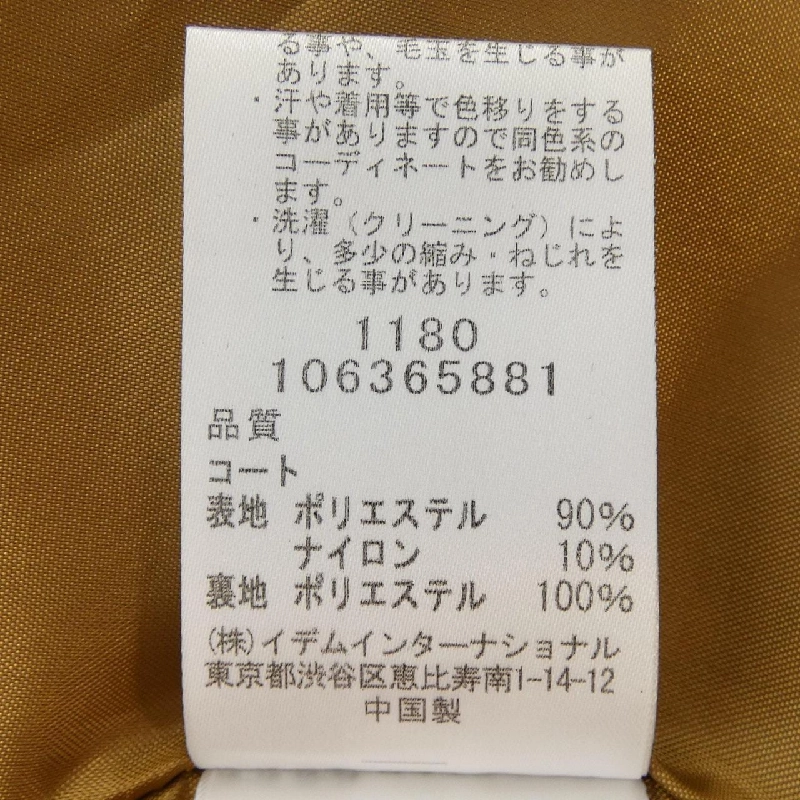 る事や、毛玉を生じる事が
あります。
・汗や着用等で色移りをする
事がありますので同色系の
コーディネートをお勧めし
ます。
・洗濯（クリーニング）によ
り、多少の縮み・ねじれを
生じる事があります。
1180
106365881
品質
コート
表地 ポリエステル 90%
ナイロン 10%
裏地 ポリエステル 100%
(株)イデムインターナショナル
東京都渋谷区恵比寿南1-14-12
中国製